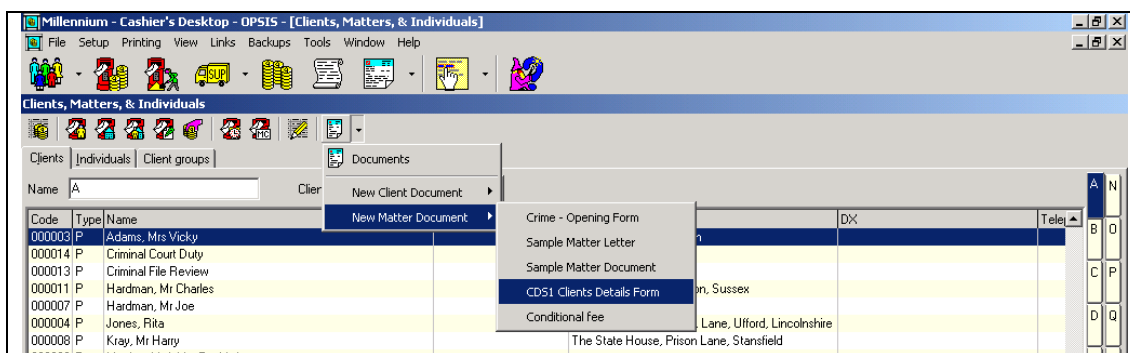 Millennium - Cashier's Desktop - OPSIS - [Clients, Matters, & Individuals]
File Setup Printing View Links Backups Tools Window Help
SUP
Clients, Matters, & Individuals
MC
Clients Individuals Client groups
Documents
Name A
Clier
New Client Document
A N
New Matter Document
Crime - Opening Form
Code Type Name
DX
B O
000003 P Adams, Mrs Vicky
Sample Matter Letter
000014 P Criminal Court Duty
Sample Matter Document
000013 P Criminal File Review
C P
000011 P Hardman, Mr Charles
CDS1 Clients Details Form
on, Sussex
000007 P Hardman, Mr Joe
Conditional fee
D Q
000004 P Jones, Rita
Lane, Ufford, Lincolnshire
000008 P Kray, Mr Harry The State House, Prison Lane, Stansfield